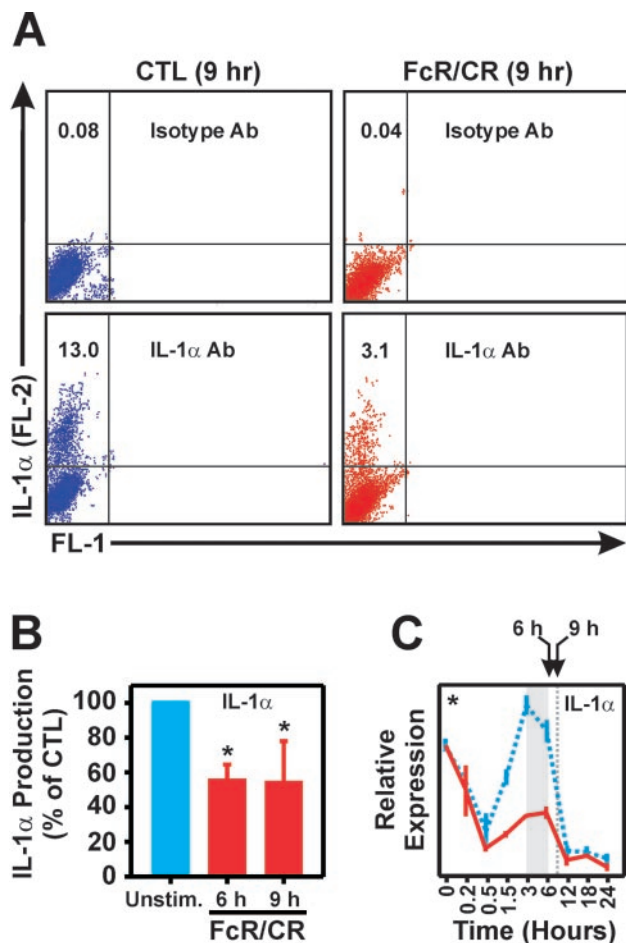 A
CTL (9 hr)
FcR/CR (9 hr)
0.08
Isotype Ab
0.04
Isotype Ab
13.0
IL-1α Ab
3.1
IL-1α Ab
IL-1α (FL-2)
FL-1
B
IL-1α Production
(% of CTL)
100
80
60
40
20
0
IL-1α
*
*
Unstim.
6 h
9 h
FcR/CR
C
6 h
9 h
*
IL-1α
Relative
Expression
0
0.2
0.5
1.5
3
6
12
18
24
Time (Hours)